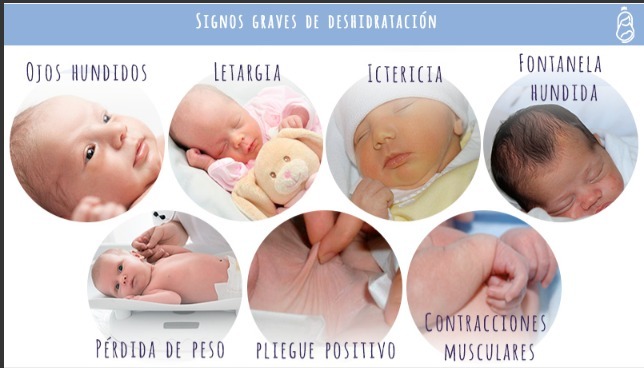 Signos graves de deshidratación
Ojos hundidos
Letargia
Ictericia
Fontanela
hundida
Pérdida de peso
pliegue positivo
Contracciones
musculares